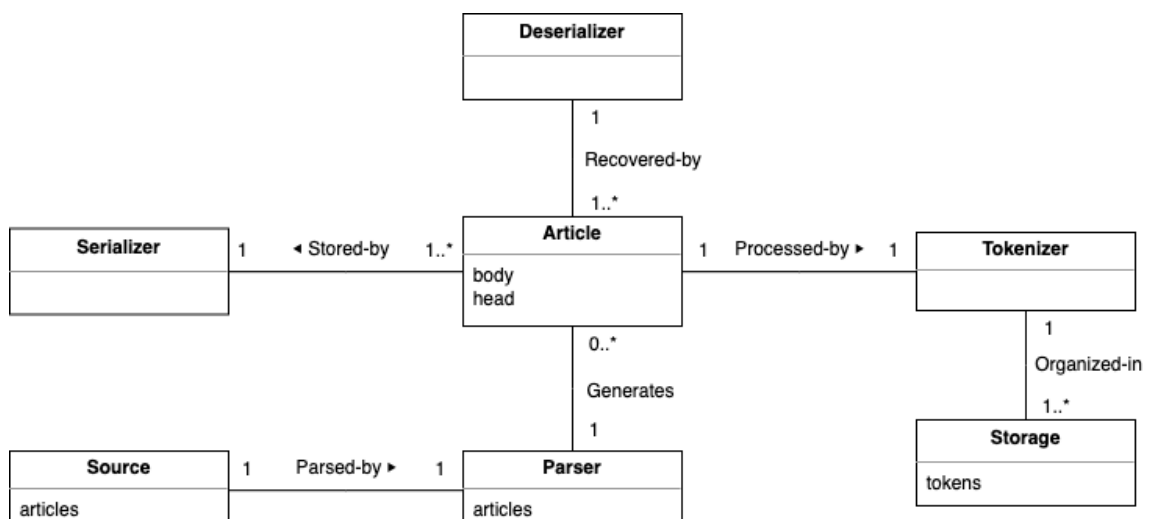 Deserializer
1
Recovered-by
1..*
Serializer
1 ◂ Stored-by 1..*
Article
body
head
1 Processed-by ▸ 1
Tokenizer
1
Organized-in
1..*
Storage
tokens
0..*
Generates
1
Source
articles
1 Parsed-by ▸ 1
Parser
articles